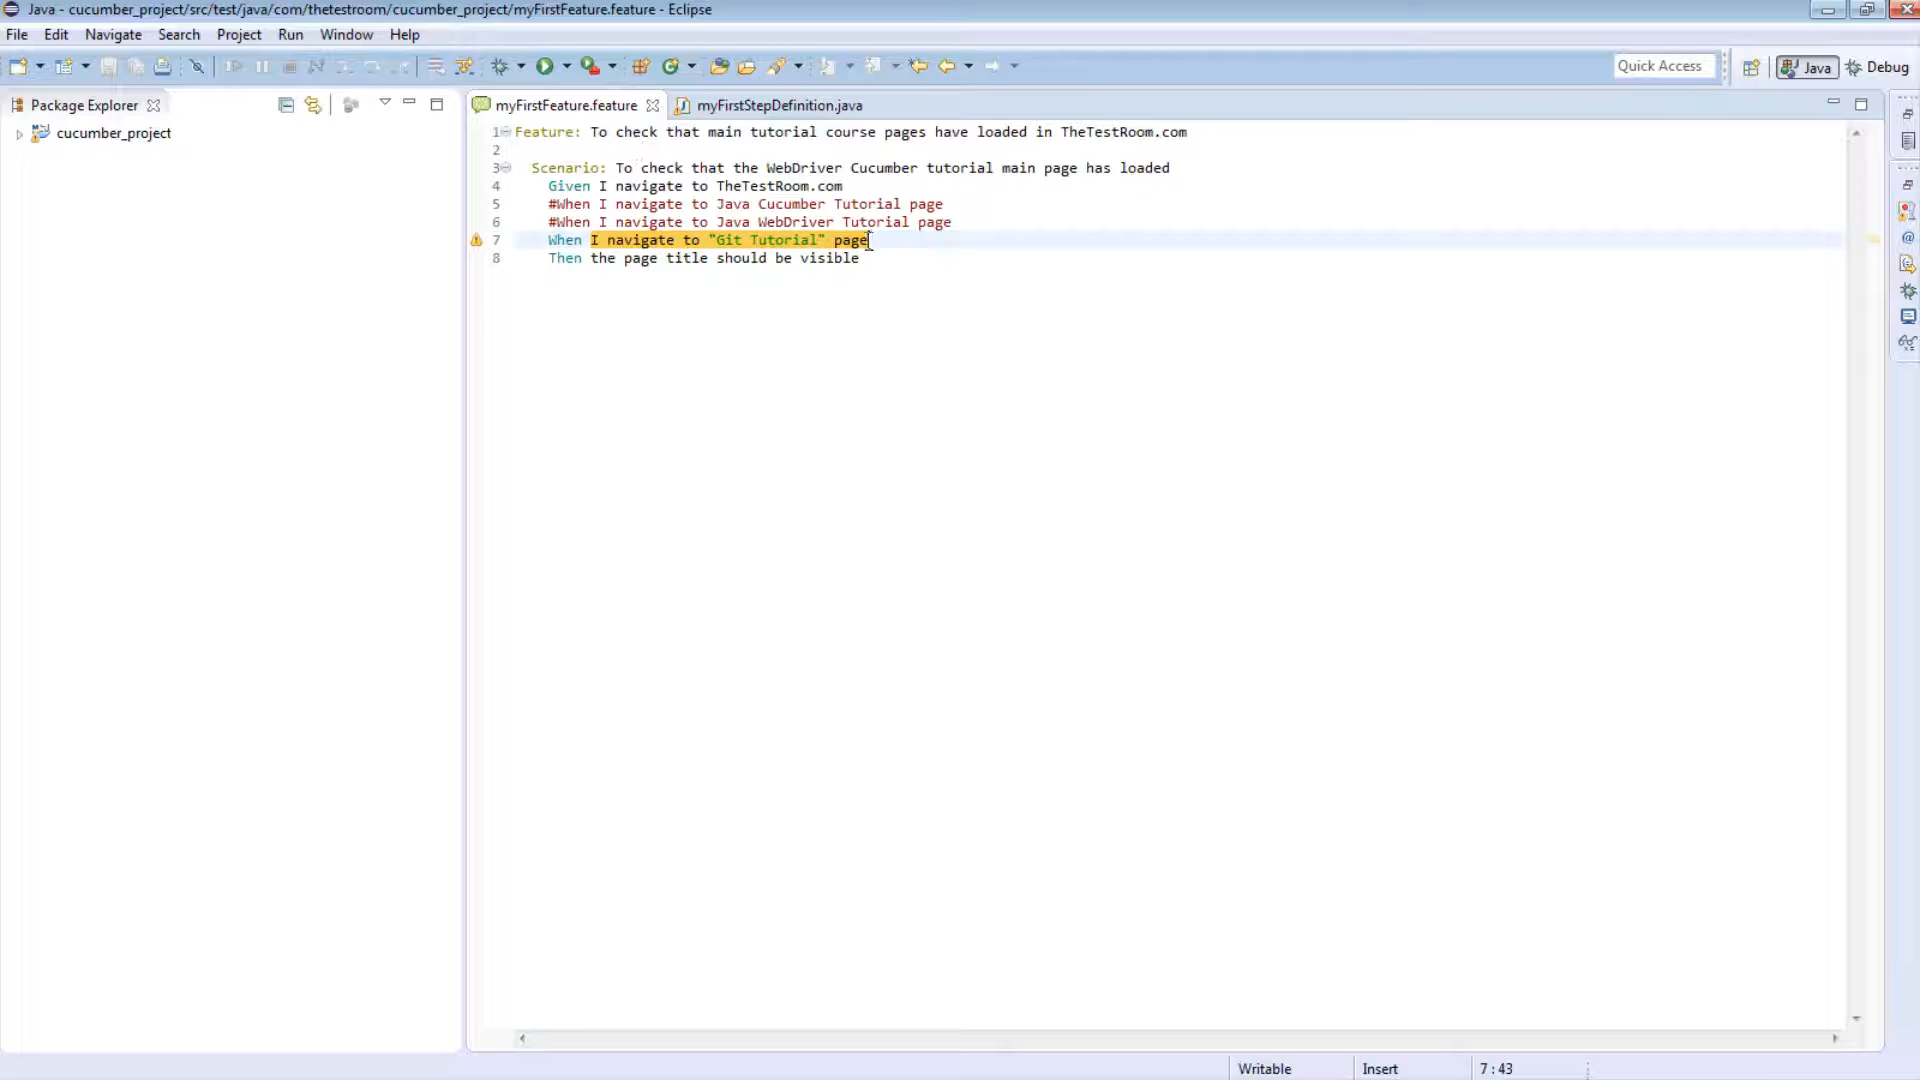 Java - cucumber_project/src/test/java/com/thetestroom/cucumber_project/myFirstFeature.feature - Eclipse
File Edit Navigate Search Project Run Window Help
Quick Access Java Debug
Package Explorer myFirstFeature.feature myFirstStepDefinition.java
cucumber_project
1 Feature: To check that main tutorial course pages have loaded in TheTestRoom.com
2
3 Scenario: To check that the WebDriver Cucumber tutorial main page has loaded
4 Given I navigate to TheTestRoom.com
5 #When I navigate to Java Cucumber Tutorial page
6 #When I navigate to Java WebDriver Tutorial page
7 When I navigate to "Git Tutorial" page
8 Then the page title should be visible
Writable Insert 7 : 43